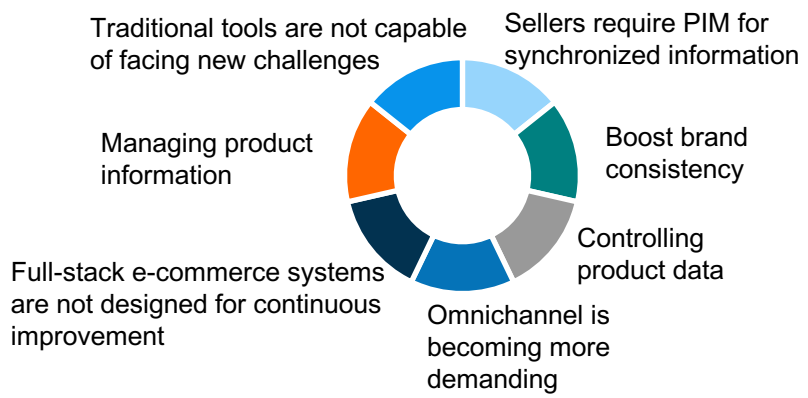 Traditional tools are not capable
of facing new challenges
Sellers require PIM for
synchronized information
Managing product
information
Boost brand
consistency
Controlling
product data
Full-stack e-commerce systems
are not designed for continuous
improvement
Omnichannel is
becoming more
demanding